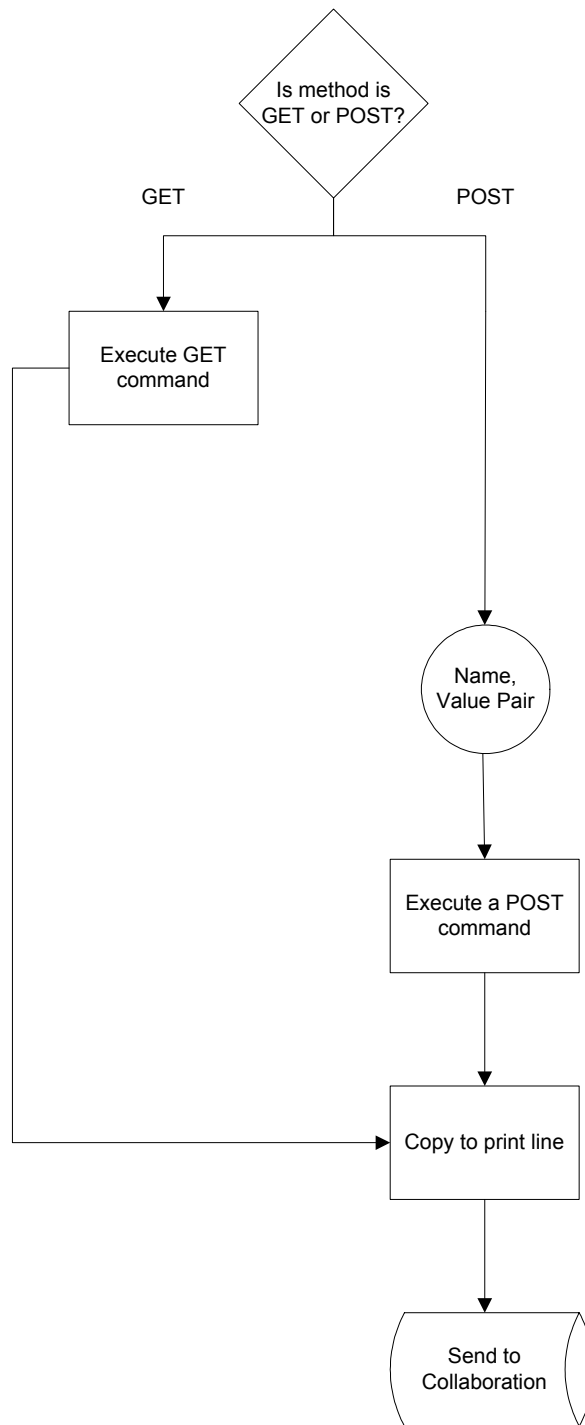 Is method is
GET or POST?
GET
POST
Execute GET
command
Name,
Value Pair
Execute a POST
command
Copy to print line
Send to
Collaboration